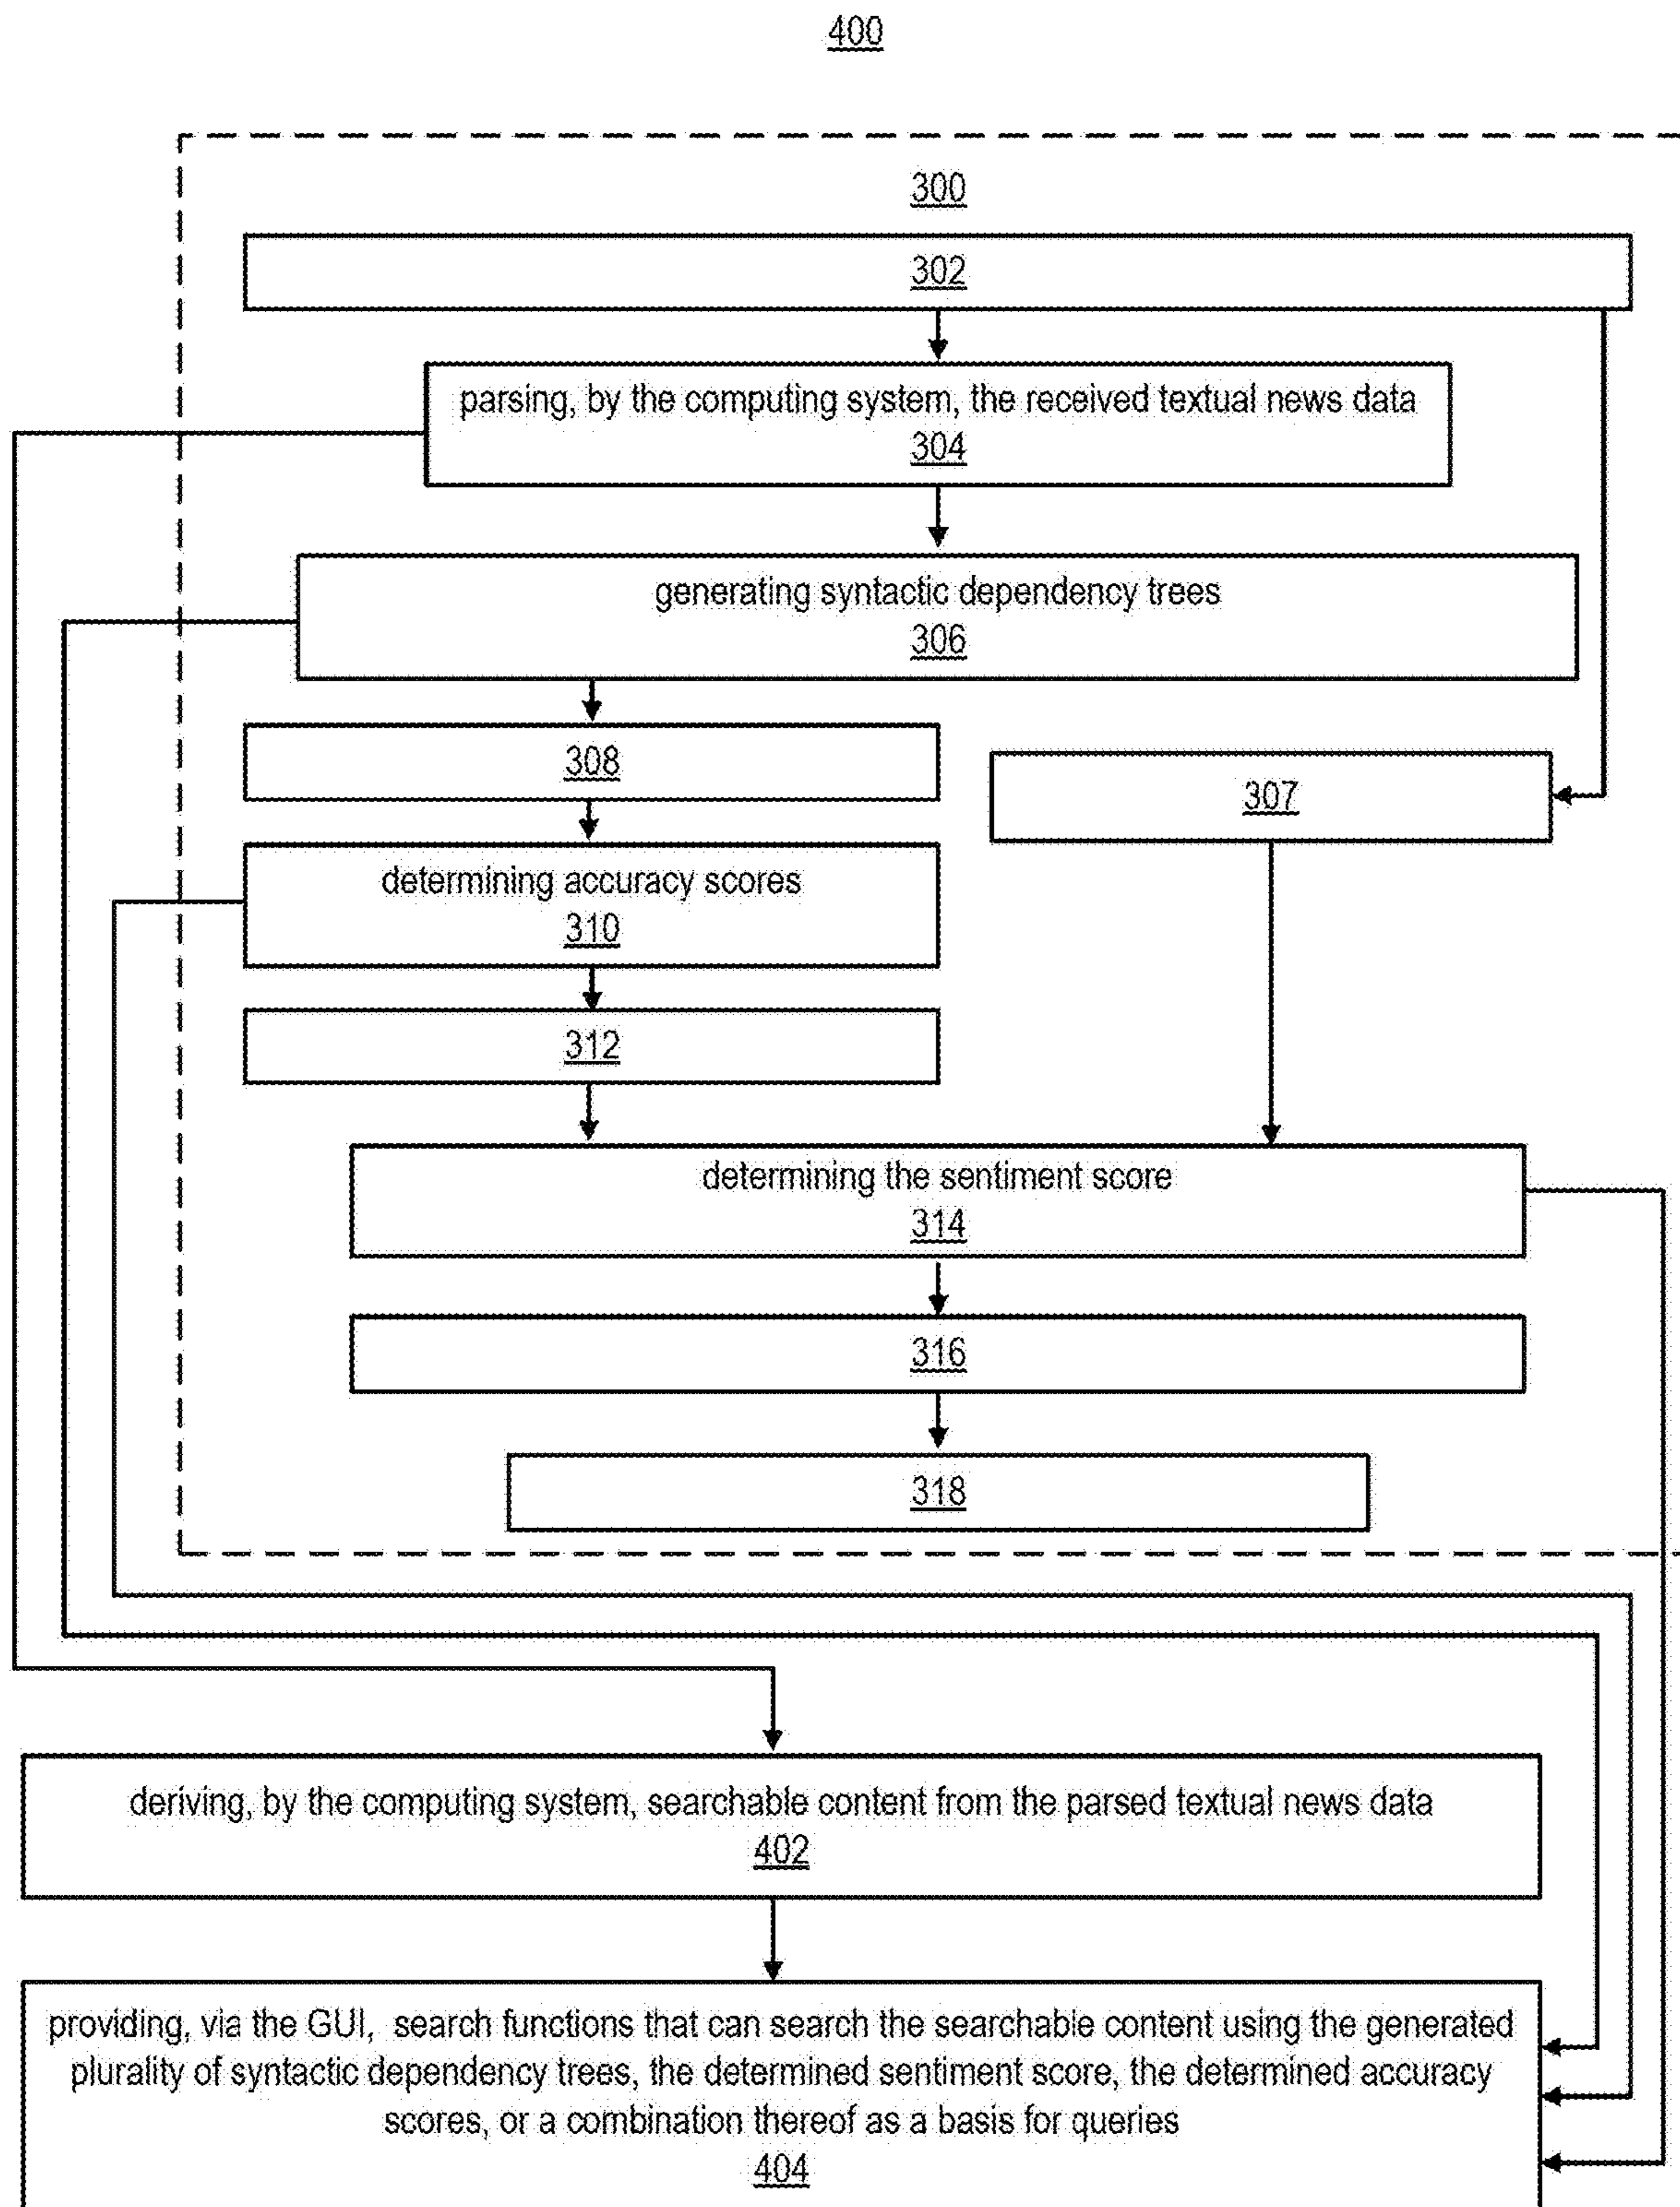 400
300
302
parsing, by the computing system, the received textual news data
304
generating syntactic dependency trees
306
308
307
determining accuracy scores
310
312
determining the sentiment score
314
316
318
deriving, by the computing system, searchable content from the parsed textual news data
402
providing, via the GUI, search functions that can search the searchable content using the generated
plurality of syntactic dependency trees, the determined sentiment score, the determined accuracy
scores, or a combination thereof as a basis for queries
404